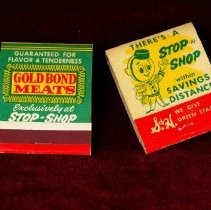 GUARANTEED FOR
FLAVOR & TENDERNESS
GOLD BOND
MEATS
Exclusively at
STOP-SHOP
THERE'S A
STOP N
SHOP
within
SAVINGS
DISTANCE
WE GIVE
GREEN STAMPS